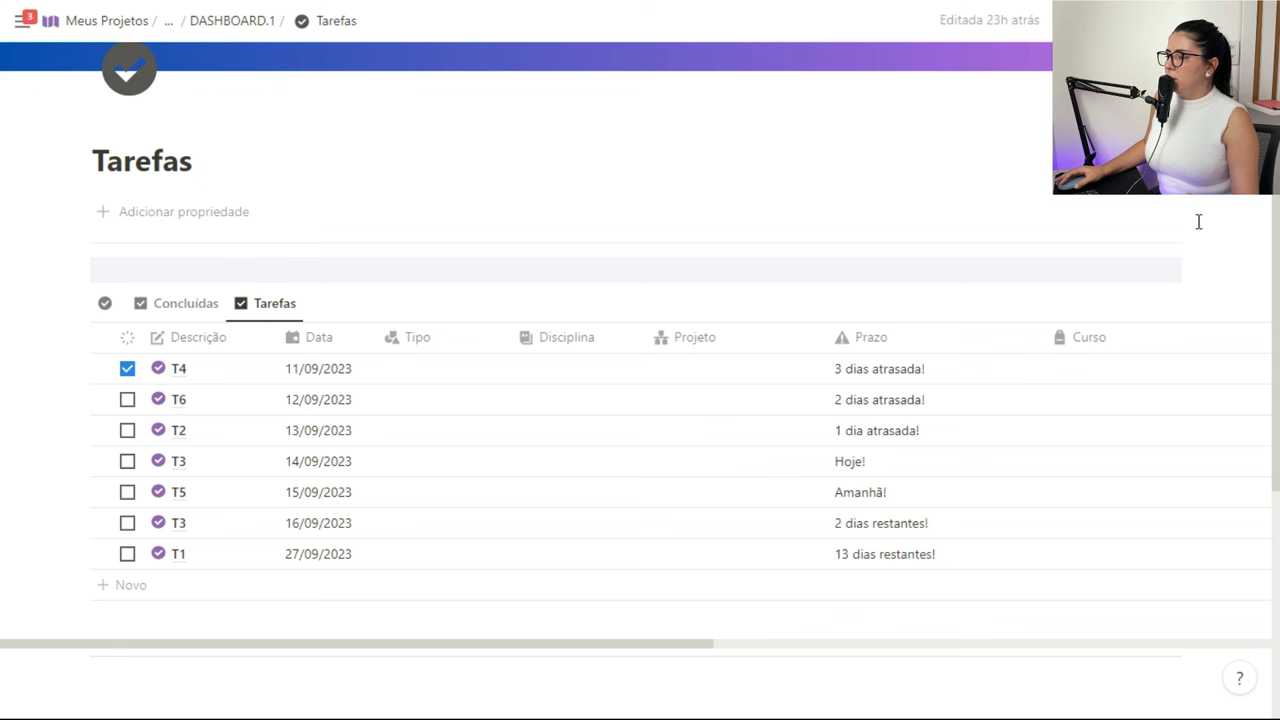 3 Meus Projetos / ... / DASHBOARD.1 / Tarefas Editada 23h atrás
Tarefas
Adicionar propriedade
Concluídas Tarefas
Descrição Data Tipo Disciplina Projeto Prazo Curso
T4 11/09/2023 3 dias atrasada!
T6 12/09/2023 2 dias atrasada!
T2 13/09/2023 1 dia atrasada!
T3 14/09/2023 Hoje!
T5 15/09/2023 Amanhã!
T3 16/09/2023 2 dias restantes!
T1 27/09/2023 13 dias restantes!
+ Novo
?